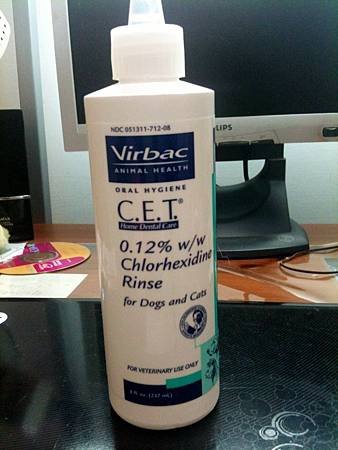 PHILIPS
NDC 051311-712-08
Virbac
ANIMAL HEALTH
ORAL HYGIENE
C.E.T.®
Home Dental Care
0.12% w/w
Chlorhexidine
Rinse
for Dogs and Cats
FOR VETERINARY USE ONLY
8 fl. oz. (237 mL)